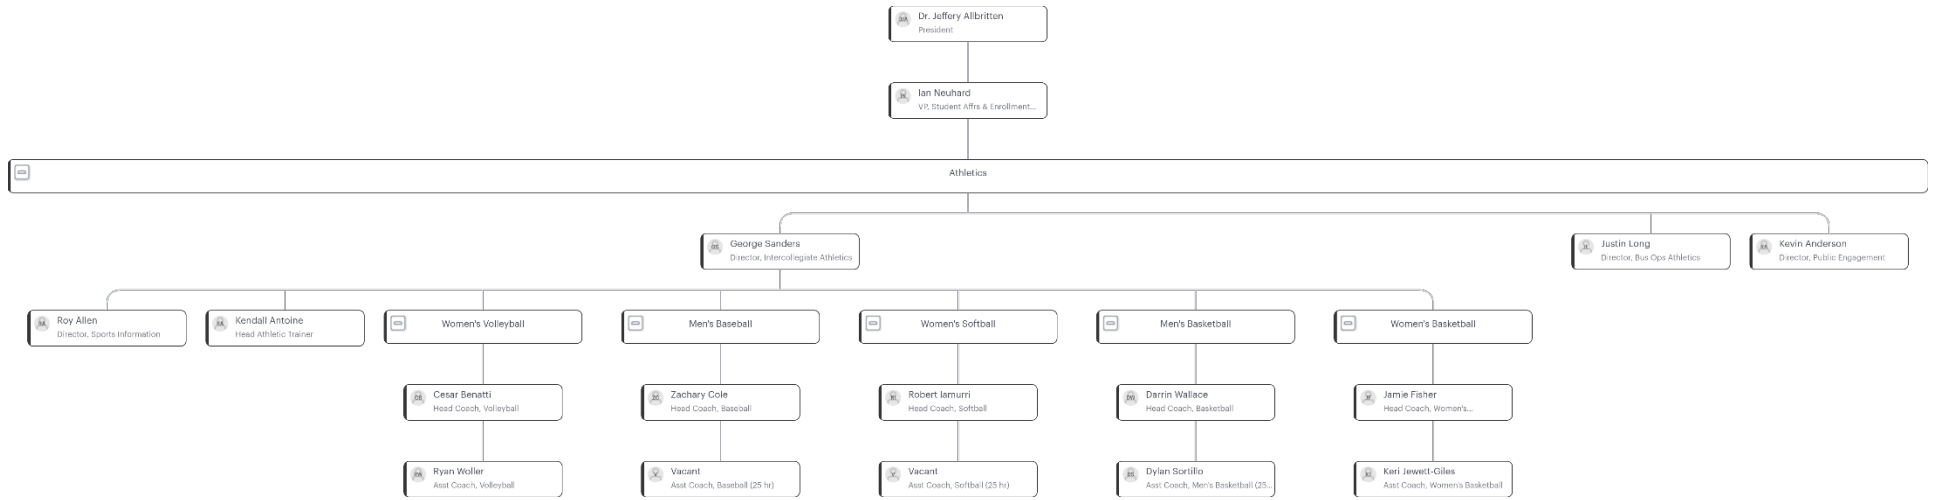 Dr. Jeffery Allbritten
President
Ian Neuhard
VP, Student Affrs & Enrollment...
Athletics
George Sanders
Director, Intercollegiate Athletics
Justin Long
Director, Bus Ops Athletics
Kevin Anderson
Director, Public Engagement
Roy Allen
Director, Sports Information
Kendall Antoine
Head Athletic Trainer
Women's Volleyball
Men's Baseball
Women's Softball
Men's Basketball
Women's Basketball
Cesar Benatti
Head Coach, Volleyball
Zachary Cole
Head Coach, Baseball
Robert Iamurri
Head Coach, Softball
Darrin Wallace
Head Coach, Basketball
Jamie Fisher
Head Coach, Women's...
Ryan Woller
Asst Coach, Volleyball
Vacant
Asst Coach, Baseball (25 hr)
Vacant
Asst Coach, Softball (25 hr)
Dylan Sortillo
Asst Coach, Men's Basketball (25...
Keri Jewett-Giles
Asst Coach, Women's Basketball